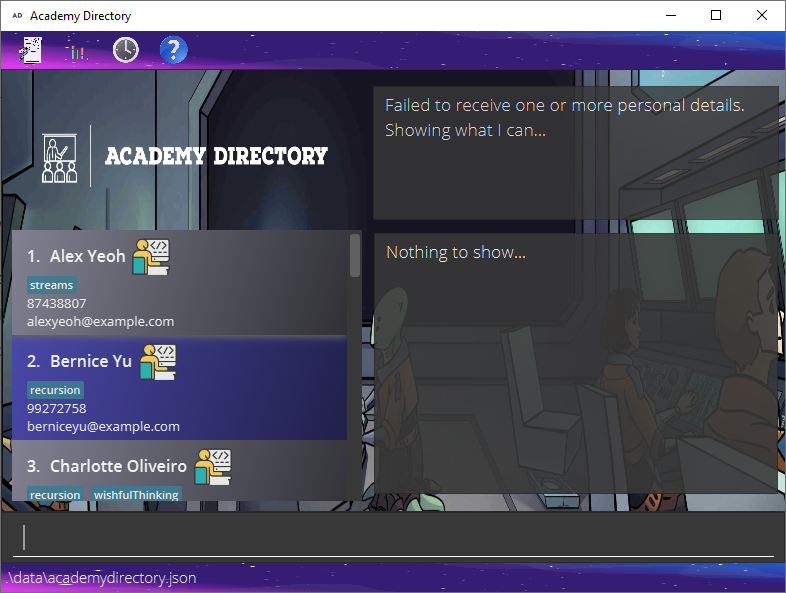 AD Academy Directory
?
ACADEMY DIRECTORY
Failed to receive one or more personal details.
Showing what I can...
1. Alex Yeoh
streams
87438807
alexyeoh@example.com
2. Bernice Yu
recursion
99272758
berniceyu@example.com
3. Charlotte Oliveiro
recursion wishfulThinking
Nothing to show...
.\data\academydirectory.json